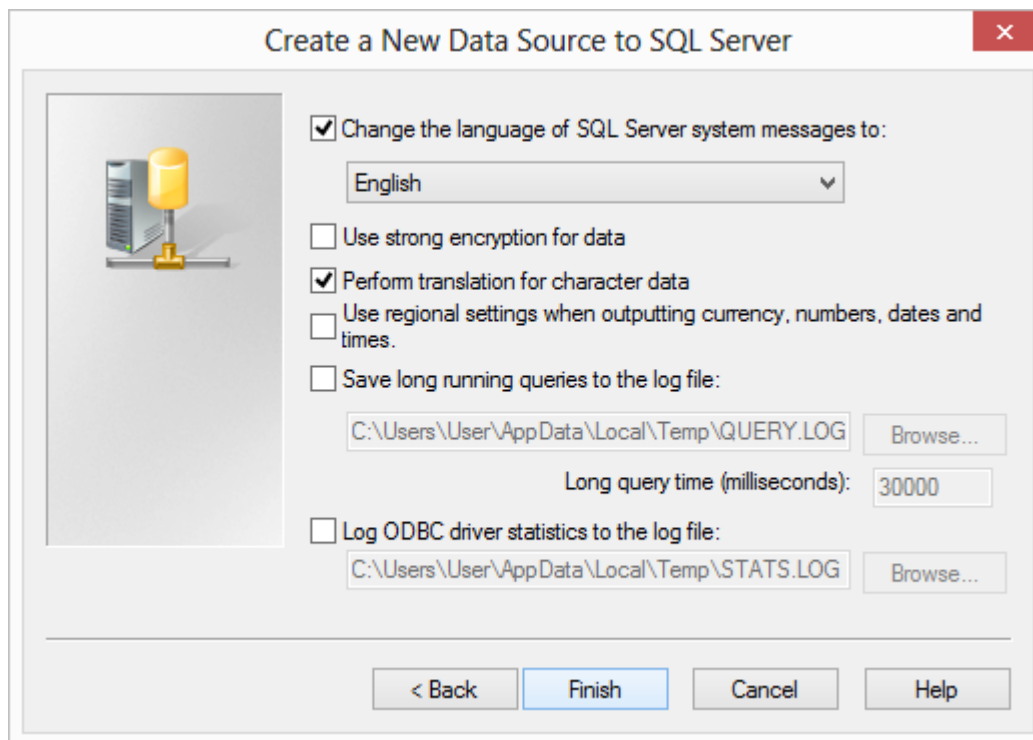 Create a New Data Source to SQL Server
Change the language of SQL Server system messages to:
English
Use strong encryption for data
Perform translation for character data
Use regional settings when outputting currency, numbers, dates and
times.
Save long running queries to the log file:
C:\Users\User\AppData\Local\Temp\QUERY.LOG Browse...
Long query time (milliseconds): 30000
Log ODBC driver statistics to the log file:
C:\Users\User\AppData\Local\Temp\STATS.LOG Browse...
< Back Finish Cancel Help